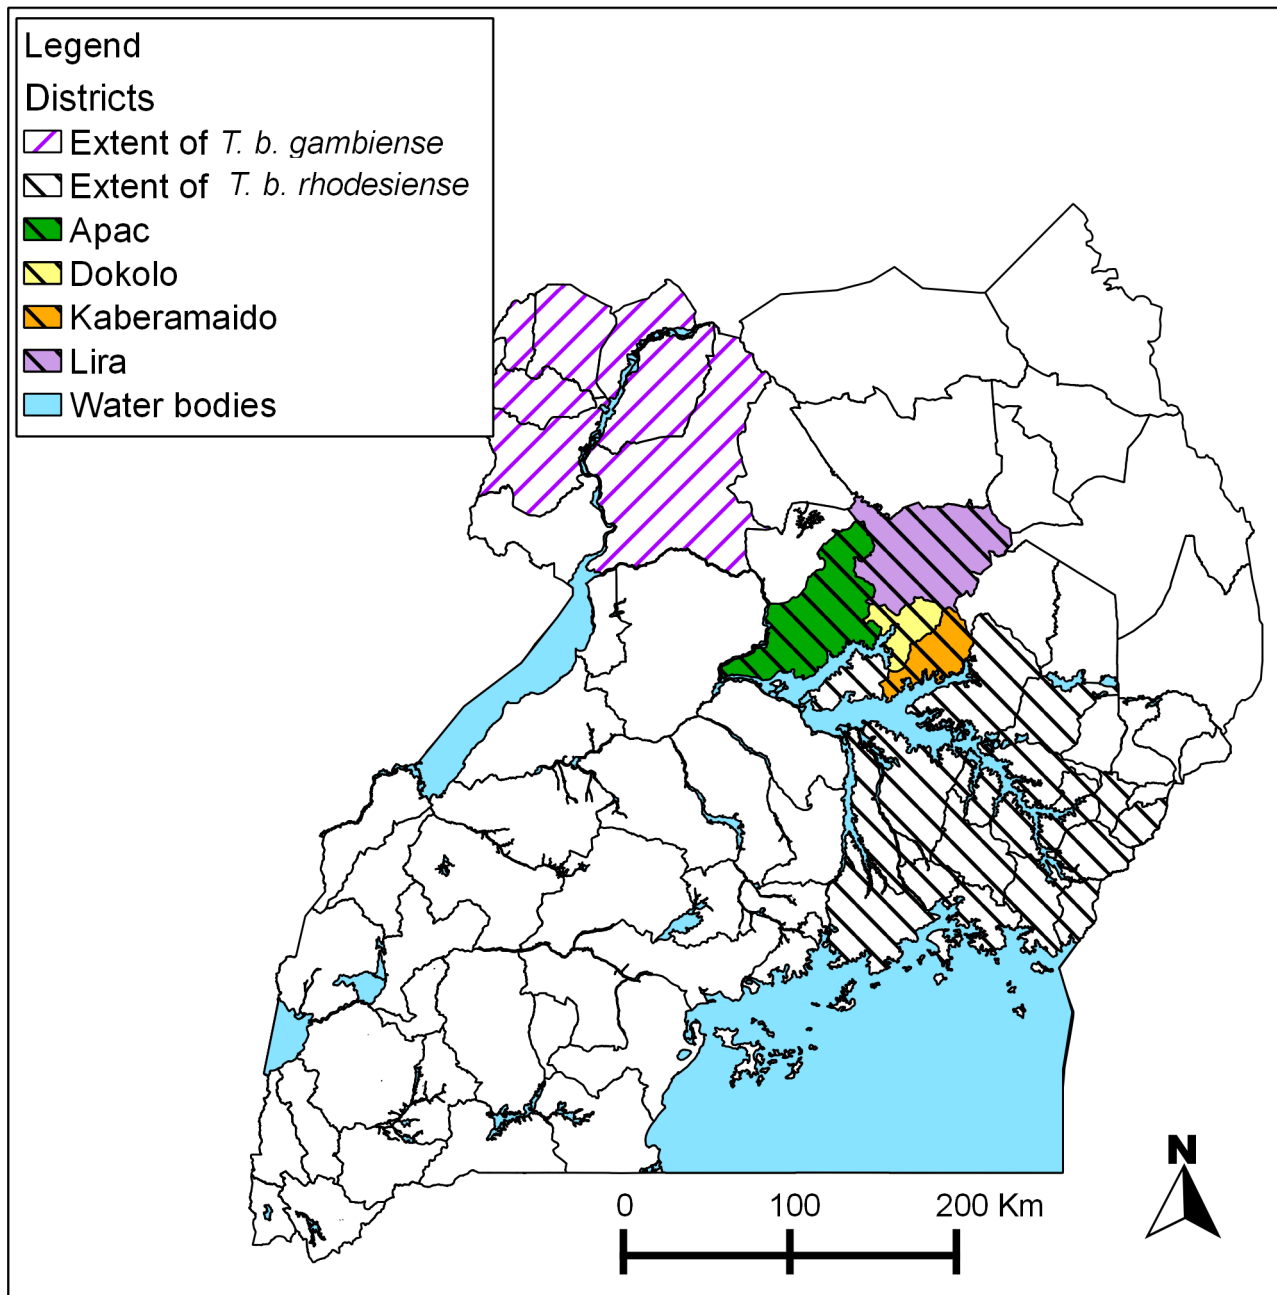 Legend
Districts
Extent of T. b. gambiense
Extent of T. b. rhodesiense
Apac
Dokolo
Kaberamaido
Lira
Water bodies
N
0 100 200 Km